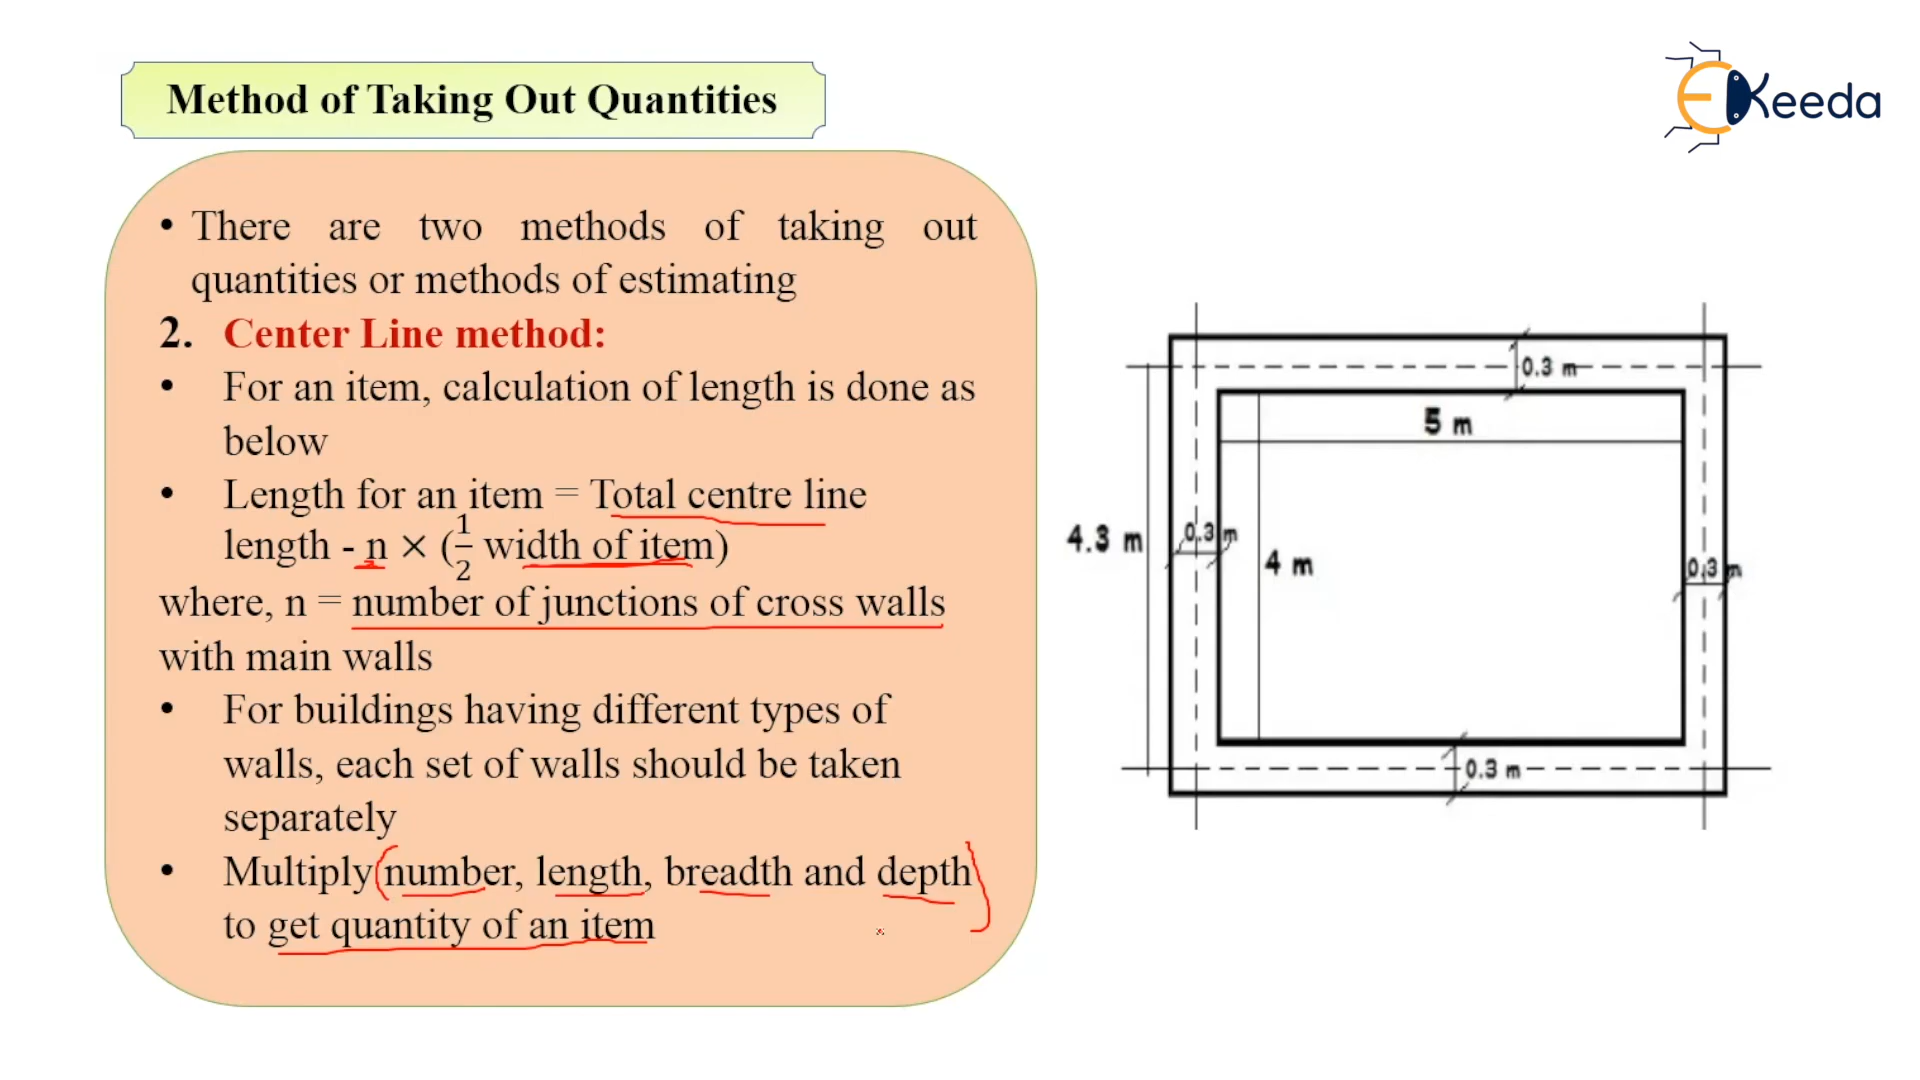 Method of Taking Out Quantities
EKeeda
• There are two methods of taking out
quantities or methods of estimating
2. Center Line method:
• For an item, calculation of length is done as
below
• Length for an item = Total centre line
length - n × (1/2 width of item)
where, n = number of junctions of cross walls
with main walls
• For buildings having different types of
walls, each set of walls should be taken
separately
• Multiply (number, length, breadth and depth)
to get quantity of an item
0.3 m
5 m
4.3 m
0.3 m
4 m
0.3 m
0.3 m